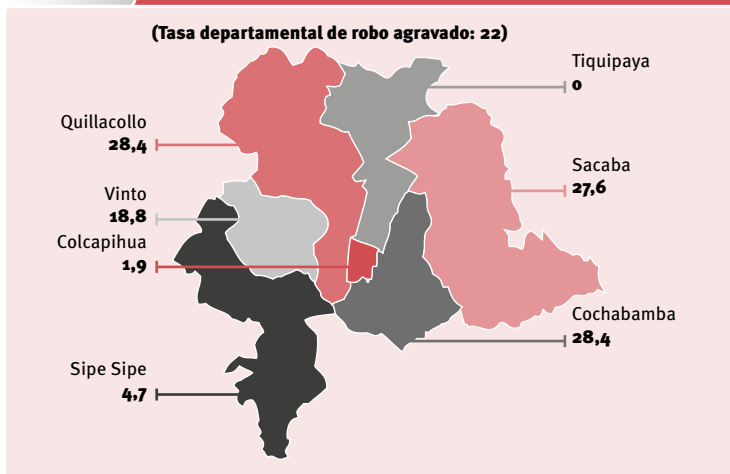 (Tasa departamental de robo agravado: 22)
Tiquipaya
0
Quillacollo
28,4
Sacaba
27,6
Vinto
18,8
Colcapihua
1,9
Cochabamba
28,4
Sipe Sipe
4,7